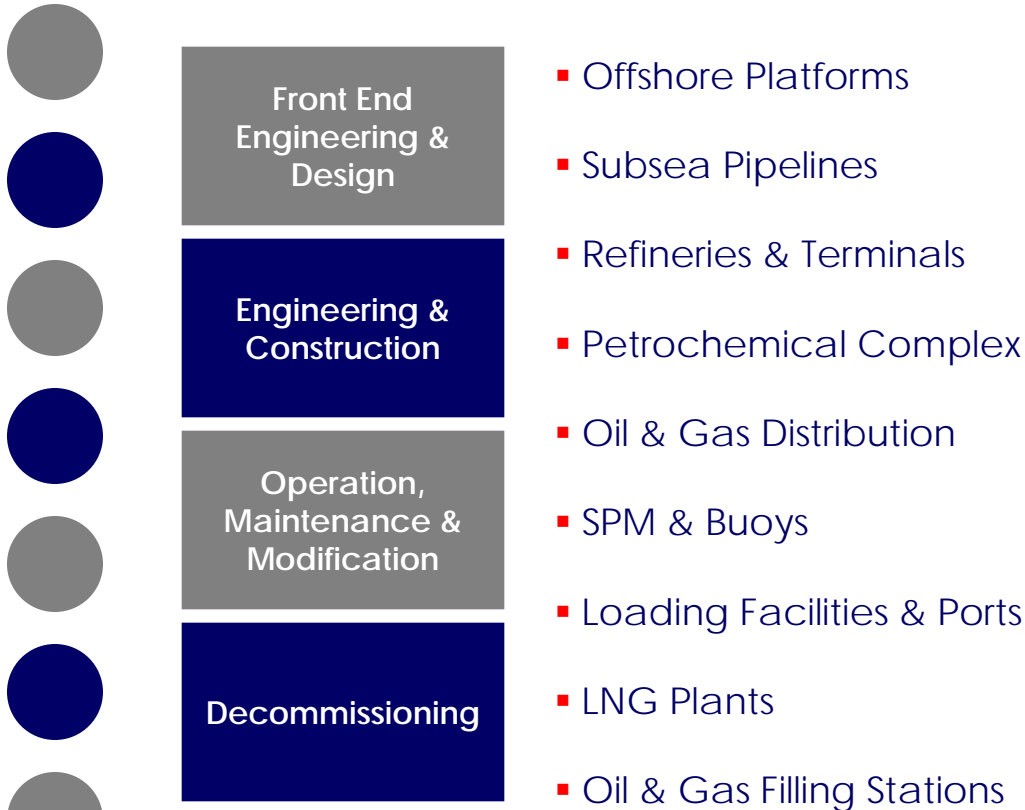 Front End
Engineering &
Design
Engineering &
Construction
Operation,
Maintenance &
Modification
Decommissioning
▪ Offshore Platforms
▪ Subsea Pipelines
▪ Refineries & Terminals
▪ Petrochemical Complex
▪ Oil & Gas Distribution
▪ SPM & Buoys
▪ Loading Facilities & Ports
▪ LNG Plants
▪ Oil & Gas Filling Stations